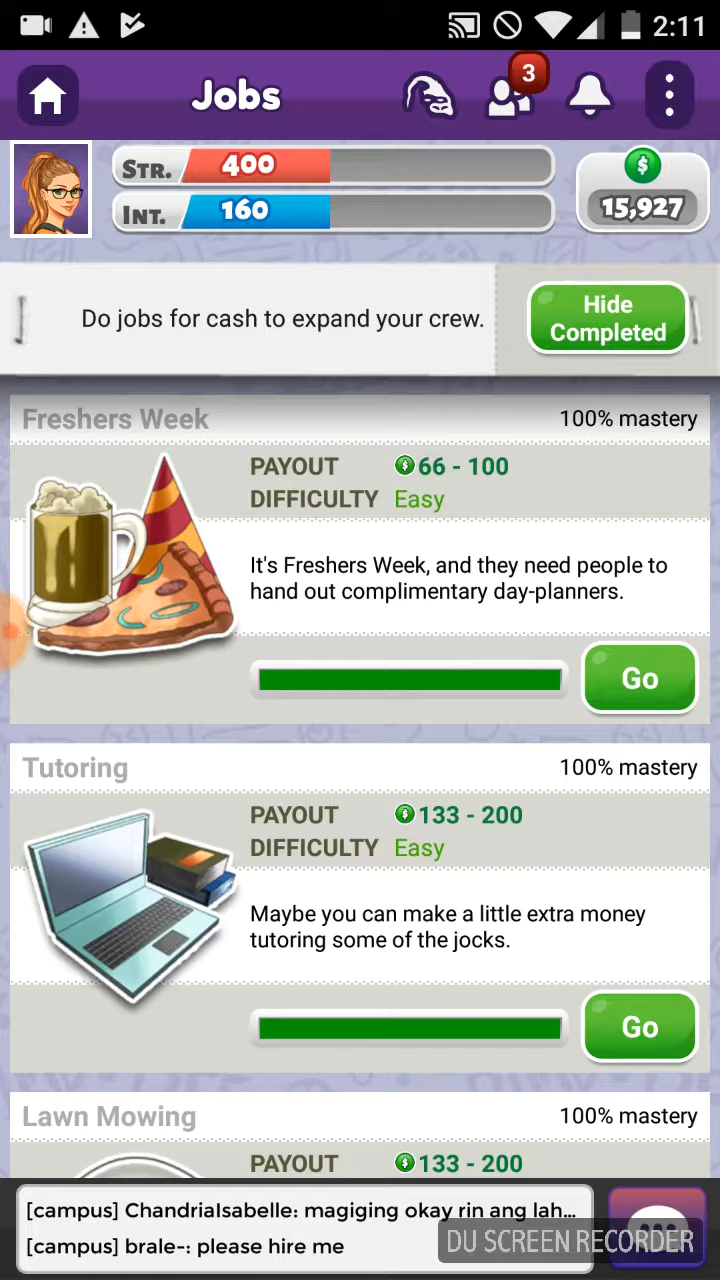 2:11
Jobs
3
STR. 400
INT. 160
15,927
Do jobs for cash to expand your crew.
Hide
Completed
Freshers Week
100% mastery
PAYOUT 66 - 100
DIFFICULTY Easy
It's Freshers Week, and they need people to
hand out complimentary day-planners.
Go
Tutoring
100% mastery
PAYOUT 133 - 200
DIFFICULTY Easy
Maybe you can make a little extra money
tutoring some of the jocks.
Go
Lawn Mowing
100% mastery
PAYOUT 133 - 200
[campus] ChandriaIsabelle: magiging okay rin ang lah...
[campus] brale-: please hire me
DU SCREEN RECORDER